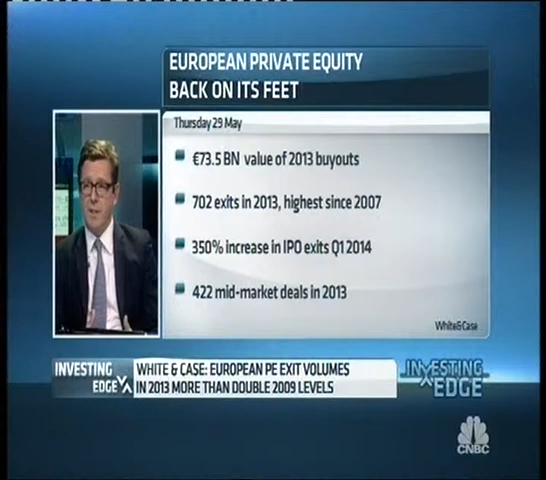 EUROPEAN PRIVATE EQUITY
BACK ON ITS FEET
Thursday 29 May
€73.5 BN value of 2013 buyouts
702 exits in 2013, highest since 2007
350% increase in IPO exits Q1 2014
422 mid-market deals in 2013
White&Case
INVESTING
EDGE
WHITE & CASE: EUROPEAN PE EXIT VOLUMES
IN 2013 MORE THAN DOUBLE 2009 LEVELS
INVESTING
EDGE
CNBC